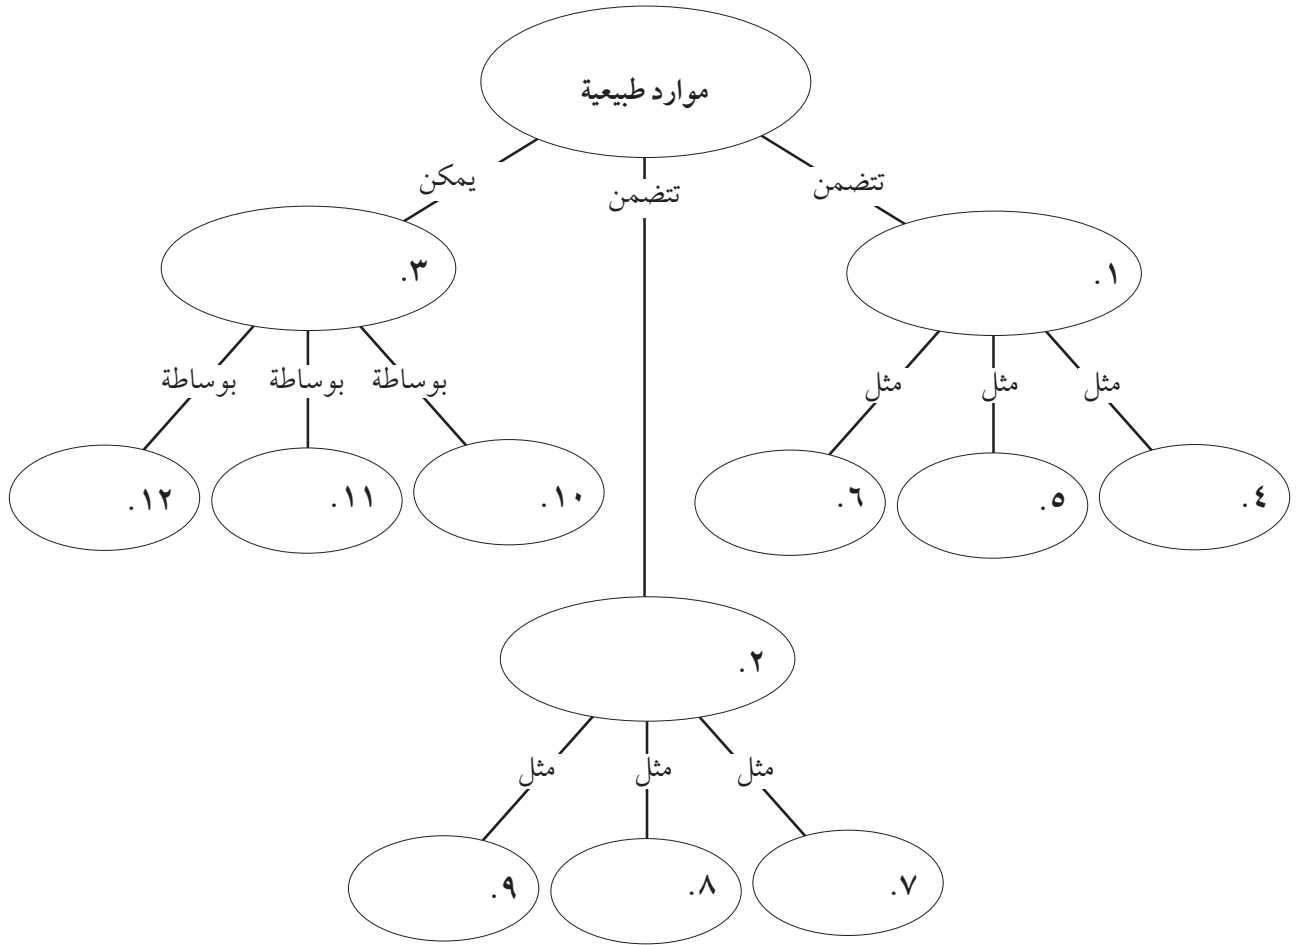 موارد طبيعية
تتضمن
تتضمن
يمكن
١.
٣.
مثل
مثل
مثل
بوساطة
بوساطة
بوساطة
٤.
٥.
٦.
١٠.
١١.
١٢.
٢.
مثل
مثل
مثل
٧.
٨.
٩.